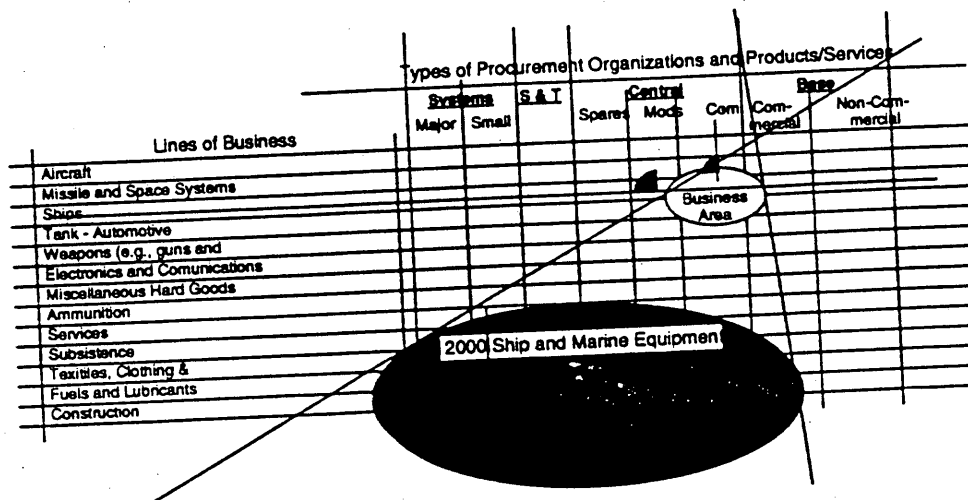 Types of Procurement Organizations and Products/Services
Systems S & T Central Base
Major Small Spares Mods Com Com-mercial Non-Com-mercial
Lines of Business
Aircraft
Missile and Space Systems
Ships
Tank - Automotive
Weapons (e.g., guns and
Electronics and Comunications
Miscellaneous Hard Goods
Ammunition
Services
Subsistence
Textiles, Clothing &
Fuels and Lubricants
Construction
Business
Area
2000 Ship and Marine Equipment